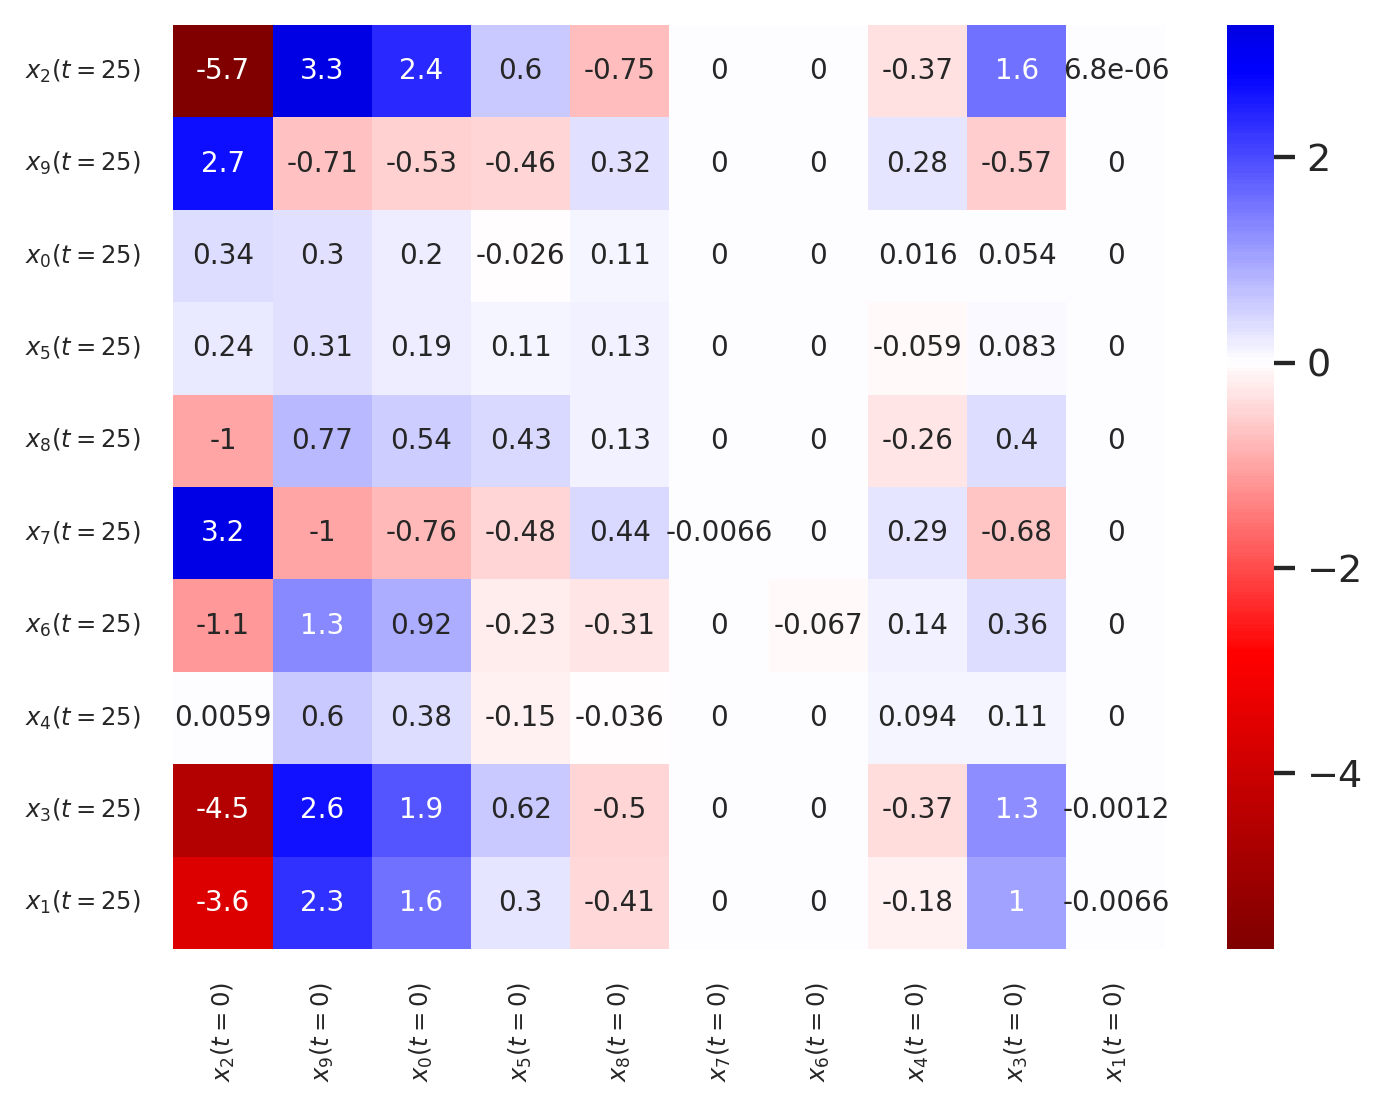 x₂(t = 25) -5.7 3.3 2.4 0.6 -0.75 0 0 -0.37 1.6 6.8e-06
x₉(t = 25) 2.7 -0.71 -0.53 -0.46 0.32 0 0 0.28 -0.57 0
x₀(t = 25) 0.34 0.3 0.2 -0.026 0.11 0 0 0.016 0.054 0
x₅(t = 25) 0.24 0.31 0.19 0.11 0.13 0 0 -0.059 0.083 0
x₈(t = 25) -1 0.77 0.54 0.43 0.13 0 0 -0.26 0.4 0
x₇(t = 25) 3.2 -1 -0.76 -0.48 0.44 -0.0066 0 0.29 -0.68 0
x₆(t = 25) -1.1 1.3 0.92 -0.23 -0.31 0 -0.067 0.14 0.36 0
x₄(t = 25) 0.0059 0.6 0.38 -0.15 -0.036 0 0 0.094 0.11 0
x₃(t = 25) -4.5 2.6 1.9 0.62 -0.5 0 0 -0.37 1.3 -0.0012
x₁(t = 25) -3.6 2.3 1.6 0.3 -0.41 0 0 -0.18 1 -0.0066
x₂(t = 0) x₉(t = 0) x₀(t = 0) x₅(t = 0) x₈(t = 0) x₇(t = 0) x₆(t = 0) x₄(t = 0) x₃(t = 0) x₁(t = 0)
2
0
−2
−4